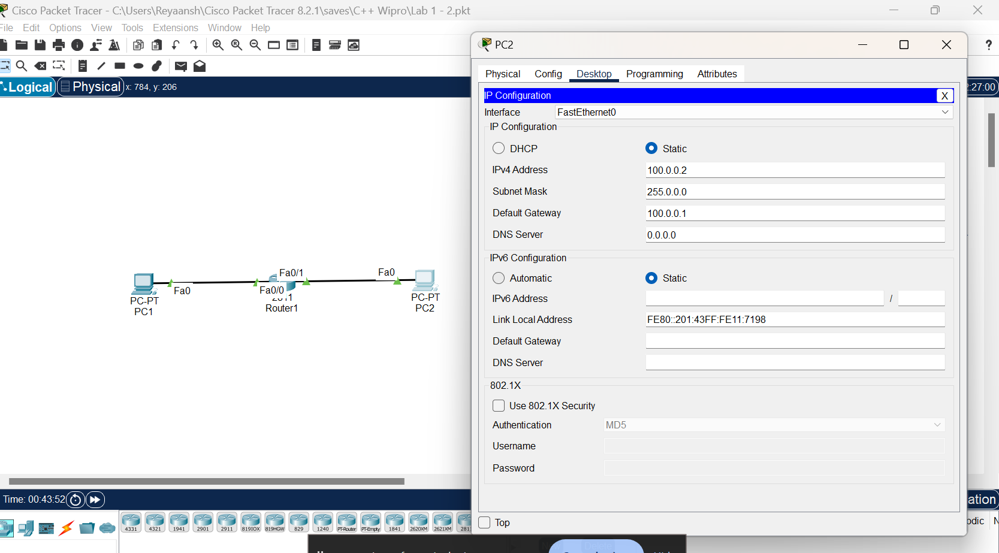 Cisco Packet Tracer - C:\Users\Reyaansh\Cisco Packet Tracer 8.2.1\saves\C++ Wipro\Lab 1 - 2.pkt
File Edit Options View Tools Extensions Window Help
?
Logical Physical x: 784, y: 206
:27:00
PC2
Physical Config Desktop Programming Attributes
IP Configuration X
Interface FastEthernet0
IP Configuration
DHCP Static
IPv4 Address 100.0.0.2
Subnet Mask 255.0.0.0
Default Gateway 100.0.0.1
DNS Server 0.0.0.0
IPv6 Configuration
Automatic Static
IPv6 Address /
Link Local Address FE80::201:43FF:FE11:7198
Default Gateway
DNS Server
802.1X
Use 802.1X Security
Authentication MD5
Username
Password
Top
Fa0/1 Fa0
Fa0 Fa0/0
PC-PT
PC1
Router1
PC-PT
PC2
Time: 00:43:52
4331 4321 1941 2901 2911 819IOX 819HGW 829 1240 PT-Router PT-Empty 1841 2620XM 2621XM 281
ation
odic
Delete